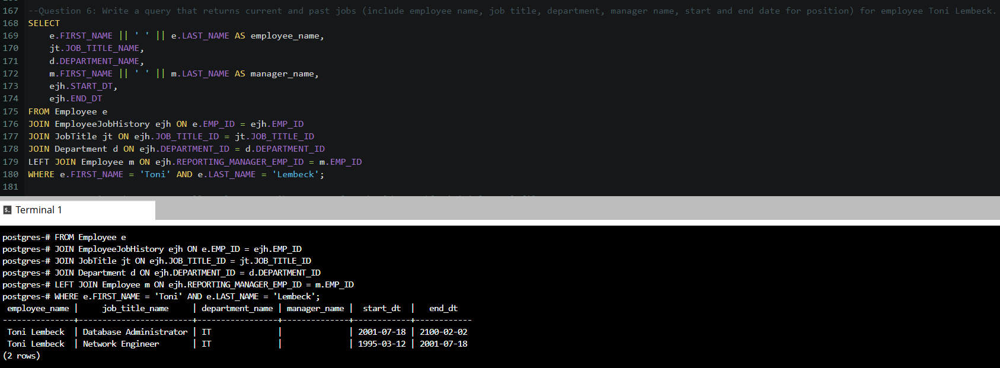 167 --Question 6: Write a query that returns current and past jobs (include employee name, job title, department, manager name, start and end date for position) for employee Toni Lembeck.
168 SELECT
169 e.FIRST_NAME || ' ' || e.LAST_NAME AS employee_name,
170 jt.JOB_TITLE_NAME,
171 d.DEPARTMENT_NAME,
172 m.FIRST_NAME || ' ' || m.LAST_NAME AS manager_name,
173 ejh.START_DT,
174 ejh.END_DT
175 FROM Employee e
176 JOIN EmployeeJobHistory ejh ON e.EMP_ID = ejh.EMP_ID
177 JOIN JobTitle jt ON ejh.JOB_TITLE_ID = jt.JOB_TITLE_ID
178 JOIN Department d ON ejh.DEPARTMENT_ID = d.DEPARTMENT_ID
179 LEFT JOIN Employee m ON ejh.REPORTING_MANAGER_EMP_ID = m.EMP_ID
180 WHERE e.FIRST_NAME = 'Toni' AND e.LAST_NAME = 'Lembeck';
181
$_ Terminal 1
postgres-# FROM Employee e
postgres-# JOIN EmployeeJobHistory ejh ON e.EMP_ID = ejh.EMP_ID
postgres-# JOIN JobTitle jt ON ejh.JOB_TITLE_ID = jt.JOB_TITLE_ID
postgres-# JOIN Department d ON ejh.DEPARTMENT_ID = d.DEPARTMENT_ID
postgres-# LEFT JOIN Employee m ON ejh.REPORTING_MANAGER_EMP_ID = m.EMP_ID
postgres-# WHERE e.FIRST_NAME = 'Toni' AND e.LAST_NAME = 'Lembeck';
employee_name | job_title_name | department_name | manager_name | start_dt | end_dt
---------------+------------------------+-----------------+--------------+------------+------------
Toni Lembeck | Database Administrator | IT | | 2001-07-18 | 2100-02-02
Toni Lembeck | Network Engineer | IT | | 1995-03-12 | 2001-07-18
(2 rows)